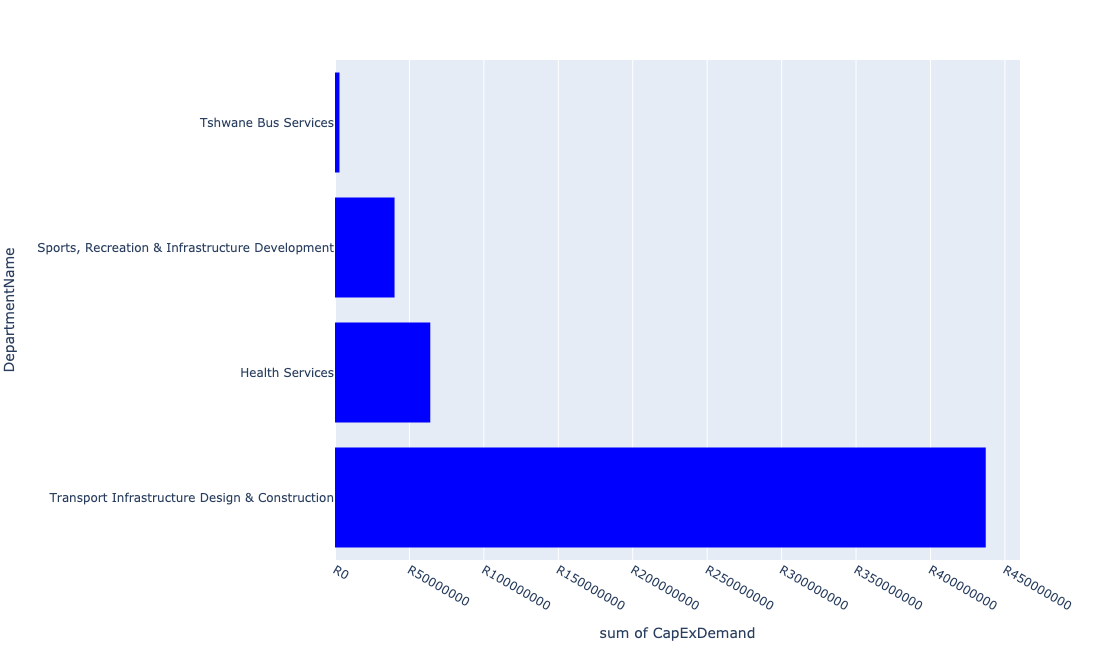 Tshwane Bus Services
Sports, Recreation & Infrastructure Development
Health Services
Transport Infrastructure Design & Construction
DepartmentName
R0
R50000000
R100000000
R150000000
R200000000
R250000000
R300000000
R350000000
R400000000
R450000000
sum of CapExDemand